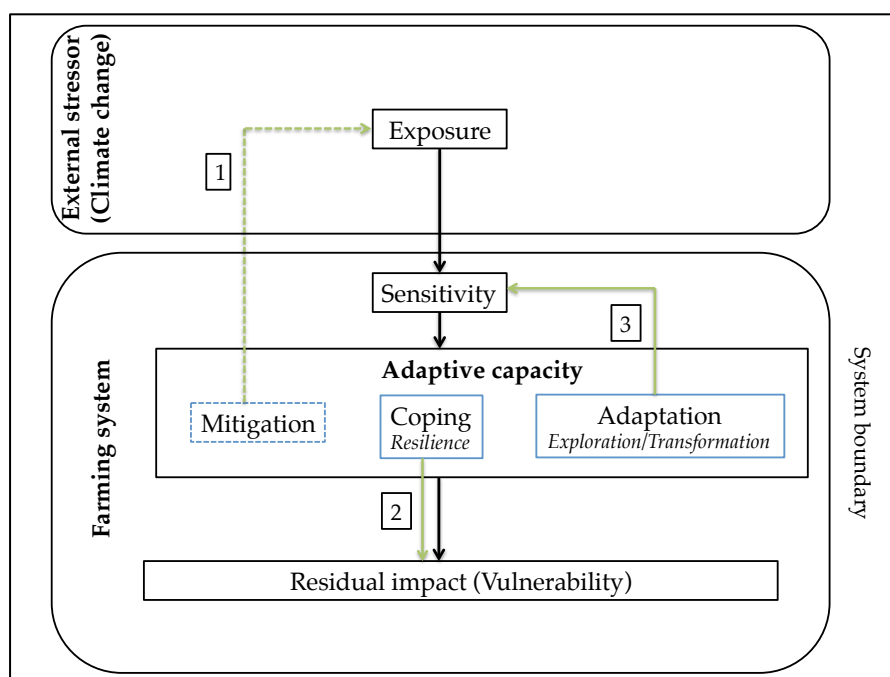 External stressor
(Climate change)
Exposure
1
Sensitivity
3
Adaptive capacity
Mitigation
Coping
Resilience
Adaptation
Exploration/Transformation
2
Residual impact (Vulnerability)
Farming system
System boundary